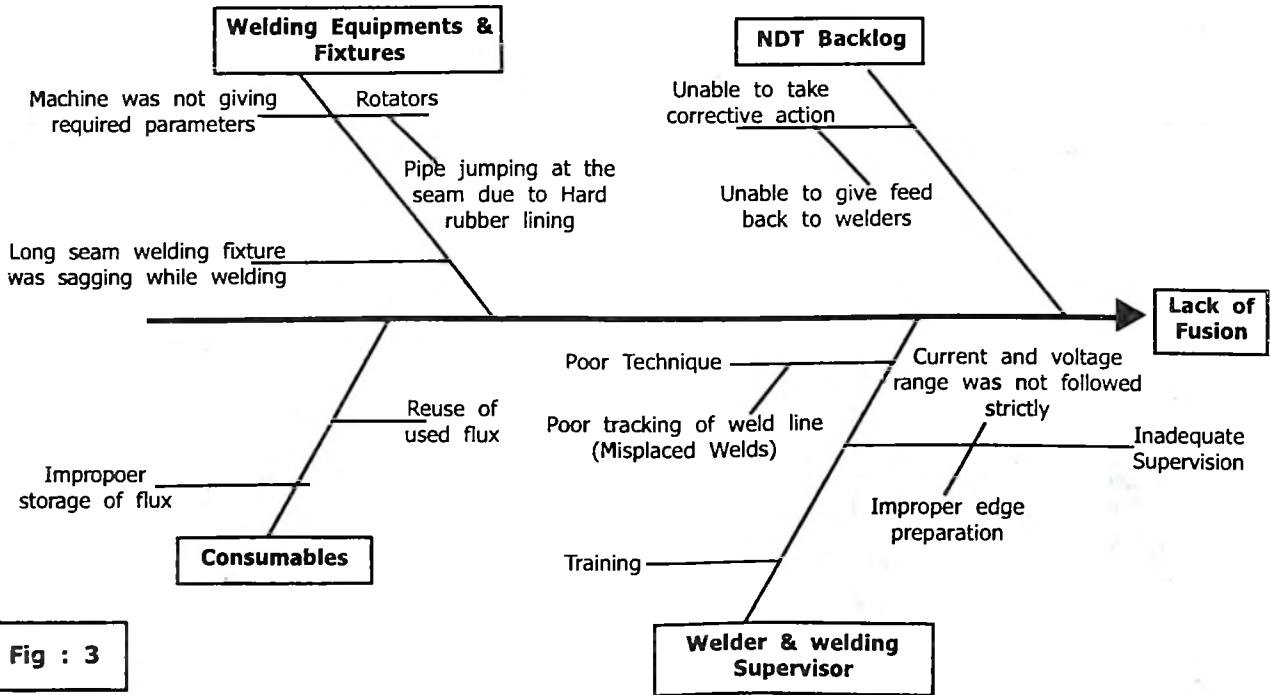 Welding Equipments &
Fixtures
NDT Backlog
Machine was not giving
required parameters
Rotators
Unable to take
corrective action
Pipe jumping at the
seam due to Hard
rubber lining
Unable to give feed
back to welders
Long seam welding fixture
was sagging while welding
Lack of
Fusion
Poor Technique
Current and voltage
range was not followed
strictly
Reuse of
used flux
Poor tracking of weld line
(Misplaced Welds)
Inadequate
Supervision
Impropoer
storage of flux
Improper edge
preparation
Consumables
Training
Welder & welding
Supervisor
Fig : 3